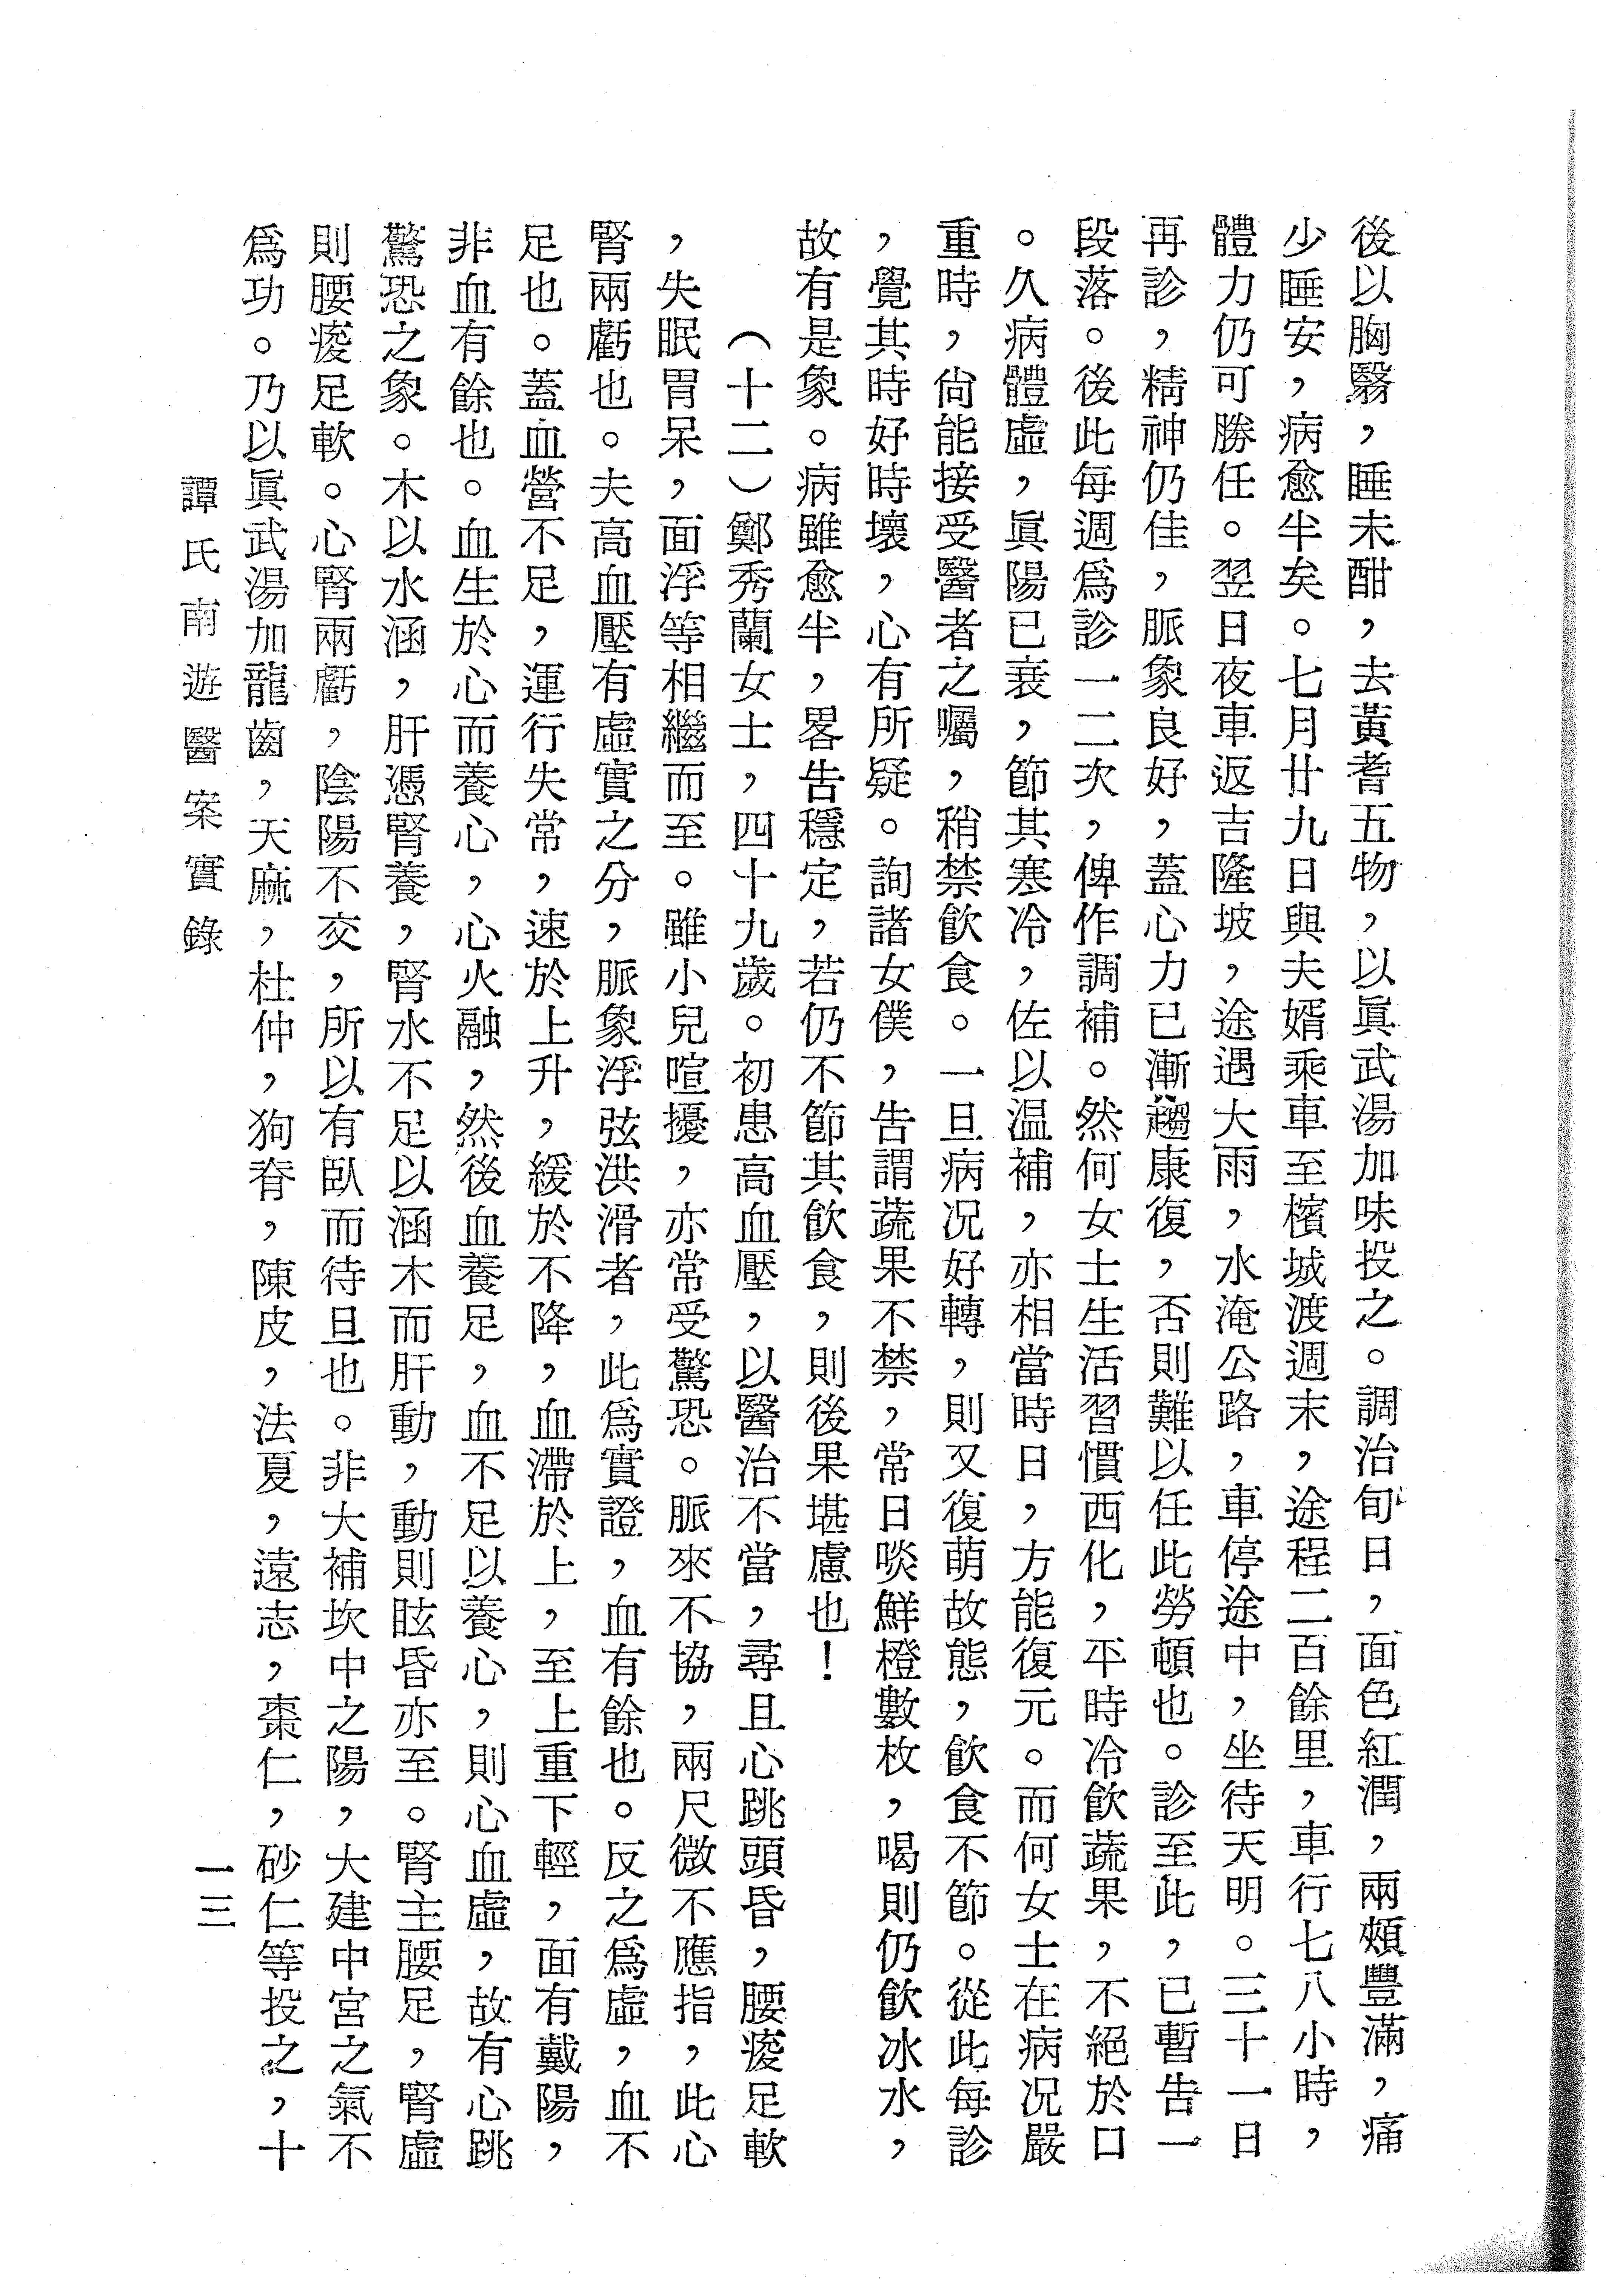 後以胸翳，睡未酣，去黃耆五物，以眞武湯加味投之。調治旬日，面色紅潤，兩頰豐滿，痛
少睡安，病愈半矣。七月廿九日與夫婿乘車至檳城渡週末，途程二百餘里，車行七八小時，
體力仍可勝任。翌日夜車返吉隆坡，途遇大雨，水淹公路，車停途中，坐待天明。三十一日
再診，精神仍佳，脈象良好，蓋心力已漸趨康復，否則難以任此勞頓也。診至此，已暫告一
段落。後此每週爲診一二次，俾作調補。然何女士生活習慣西化，平時冷飲蔬果，不絕於口
。久病體虛，眞陽已衰，節其寒冷，佐以温補，亦相當時日，方能復元。而何女士在病况嚴
重時，尙能接受醫者之囑，稍禁飲食。一旦病况好轉，則又復萌故態，飲食不節。從此每診
，覺其時好時壞，心有所疑。詢諸女僕，告謂蔬果不禁，常日啖鮮橙數枚，喝則仍飲冰水，
故有是象。病雖愈半，畧告穩定，若仍不節其飲食，則後果堪慮也！
（十二）鄭秀蘭女士，四十九歲。初患高血壓，以醫治不當，尋且心跳頭昏，腰痠足軟
，失眠胃呆，面浮等相繼而至。雖小兒喧擾，亦常受驚恐。脈來不協，兩尺微不應指，此心
腎兩虧也。夫高血壓有虛實之分，脈象浮弦洪滑者，此爲實證，血有餘也。反之爲虛，血不
足也。蓋血營不足，運行失常，速於上升，緩於不降，血滯於上，至上重下輕，面有戴陽，
非血有餘也。血生於心而養心，心火融，然後血養足，血不足以養心，則心血虛，故有心跳
驚恐之象。木以水涵，肝憑腎養，腎水不足以涵木而肝動，動則眩昏亦至。腎主腰足，腎虛
則腰痠足軟。心腎兩虧，陰陽不交，所以有臥而待旦也。非大補坎中之陽，大建中宮之氣不
爲功。乃以眞武湯加龍齒，天麻，杜仲，狗脊，陳皮，法夏，遠志，棗仁，砂仁等投之，十
譚氏南遊醫案實錄
一三